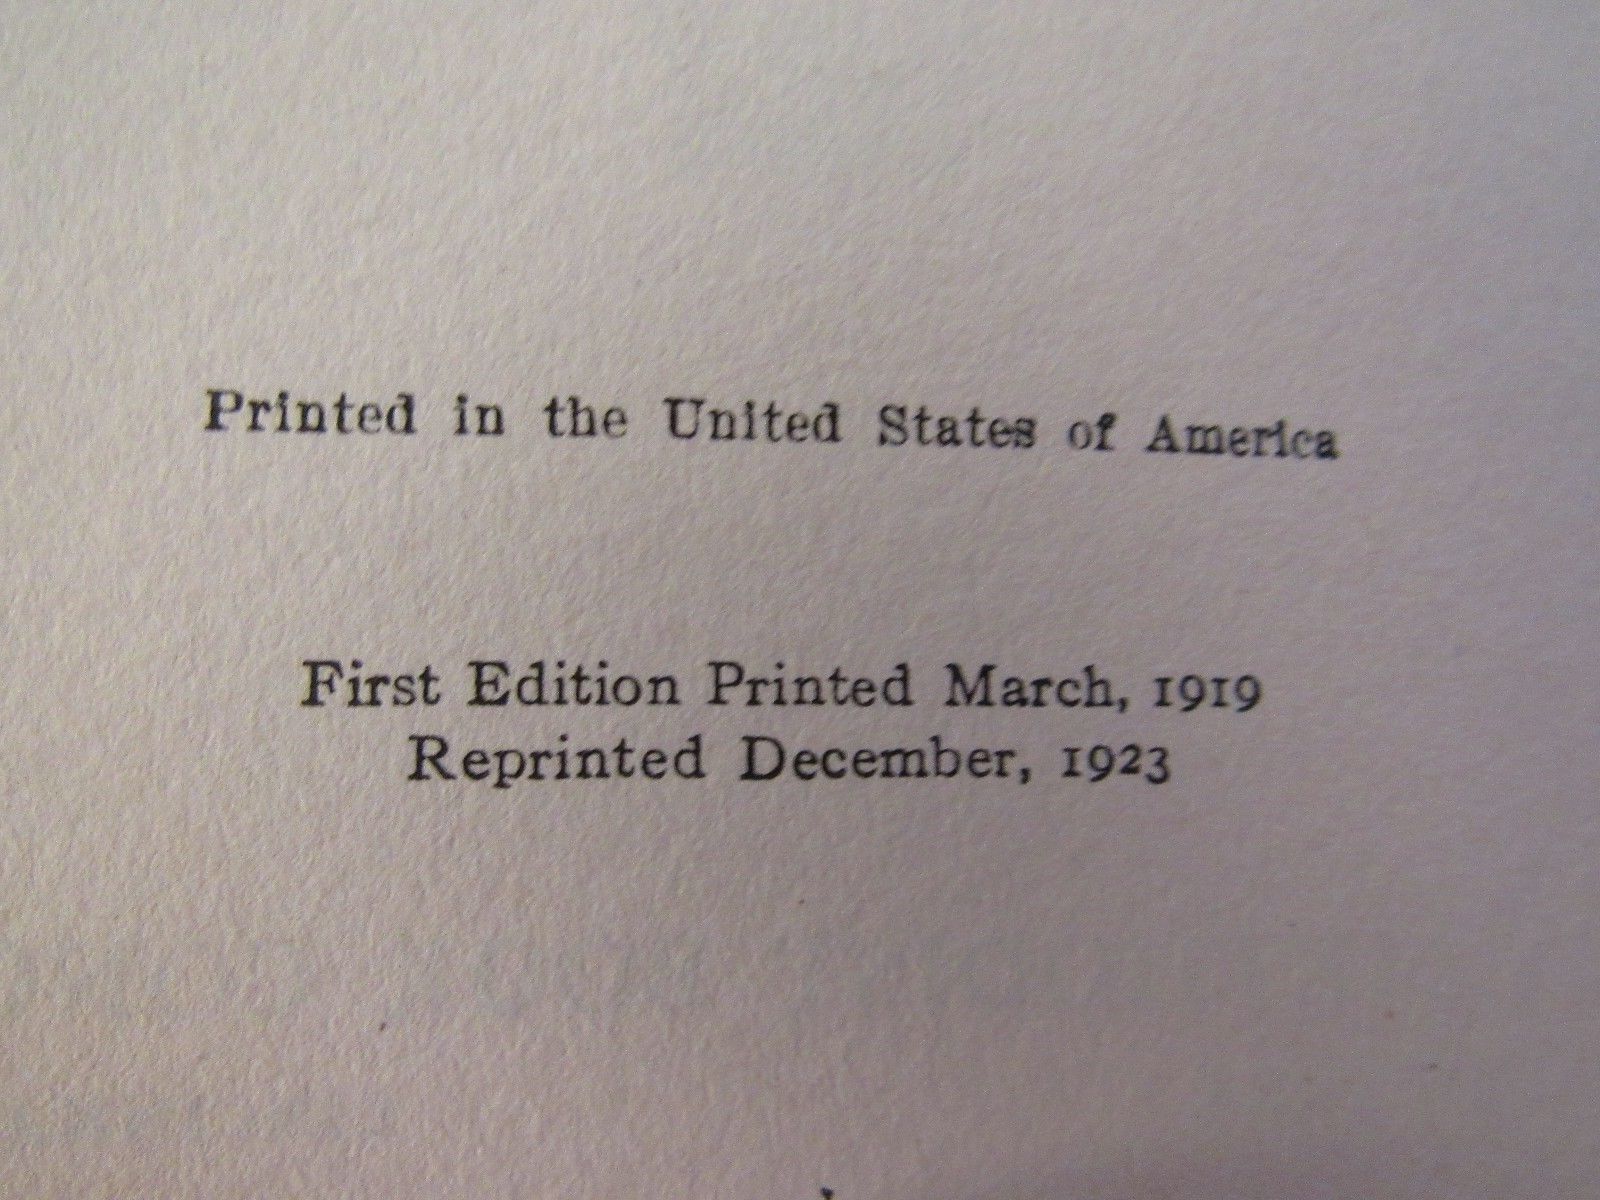 Printed in the United States of America
First Edition Printed March, 1919
Reprinted December, 1923